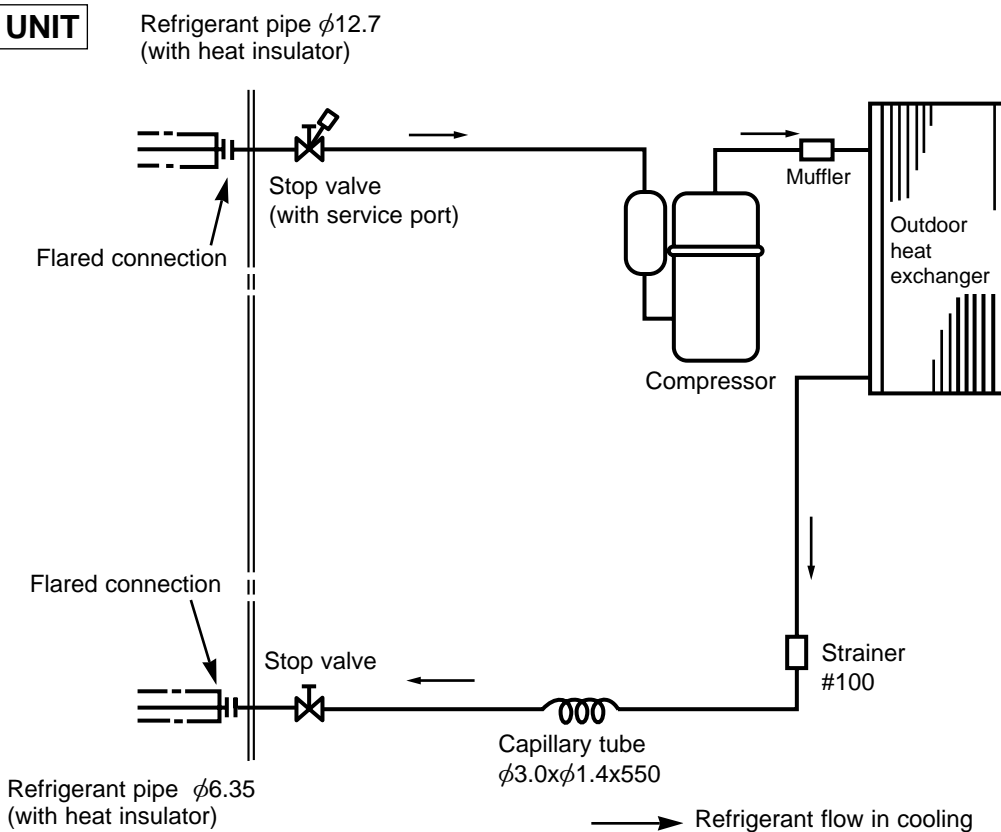 UNIT
Refrigerant pipe ϕ12.7
(with heat insulator)
Muffler
Stop valve
(with service port)
Outdoor
heat
exchanger
Flared connection
Compressor
Flared connection
Stop valve
Strainer
#100
Capillary tube
ϕ3.0xϕ1.4x550
Refrigerant pipe ϕ6.35
(with heat insulator)
Refrigerant flow in cooling